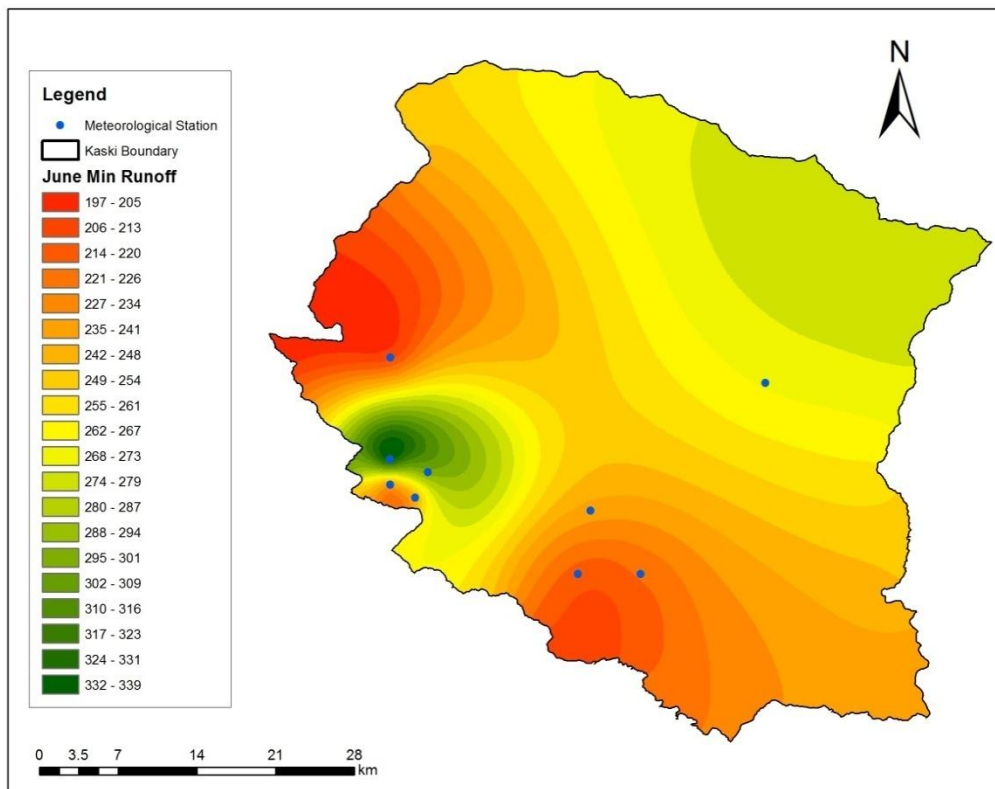 N
Legend
Meteorological Station
Kaski Boundary
June Min Runoff
197 - 205
206 - 213
214 - 220
221 - 226
227 - 234
235 - 241
242 - 248
249 - 254
255 - 261
262 - 267
268 - 273
274 - 279
280 - 287
288 - 294
295 - 301
302 - 309
310 - 316
317 - 323
324 - 331
332 - 339
0 3.5 7 14 21 28
km